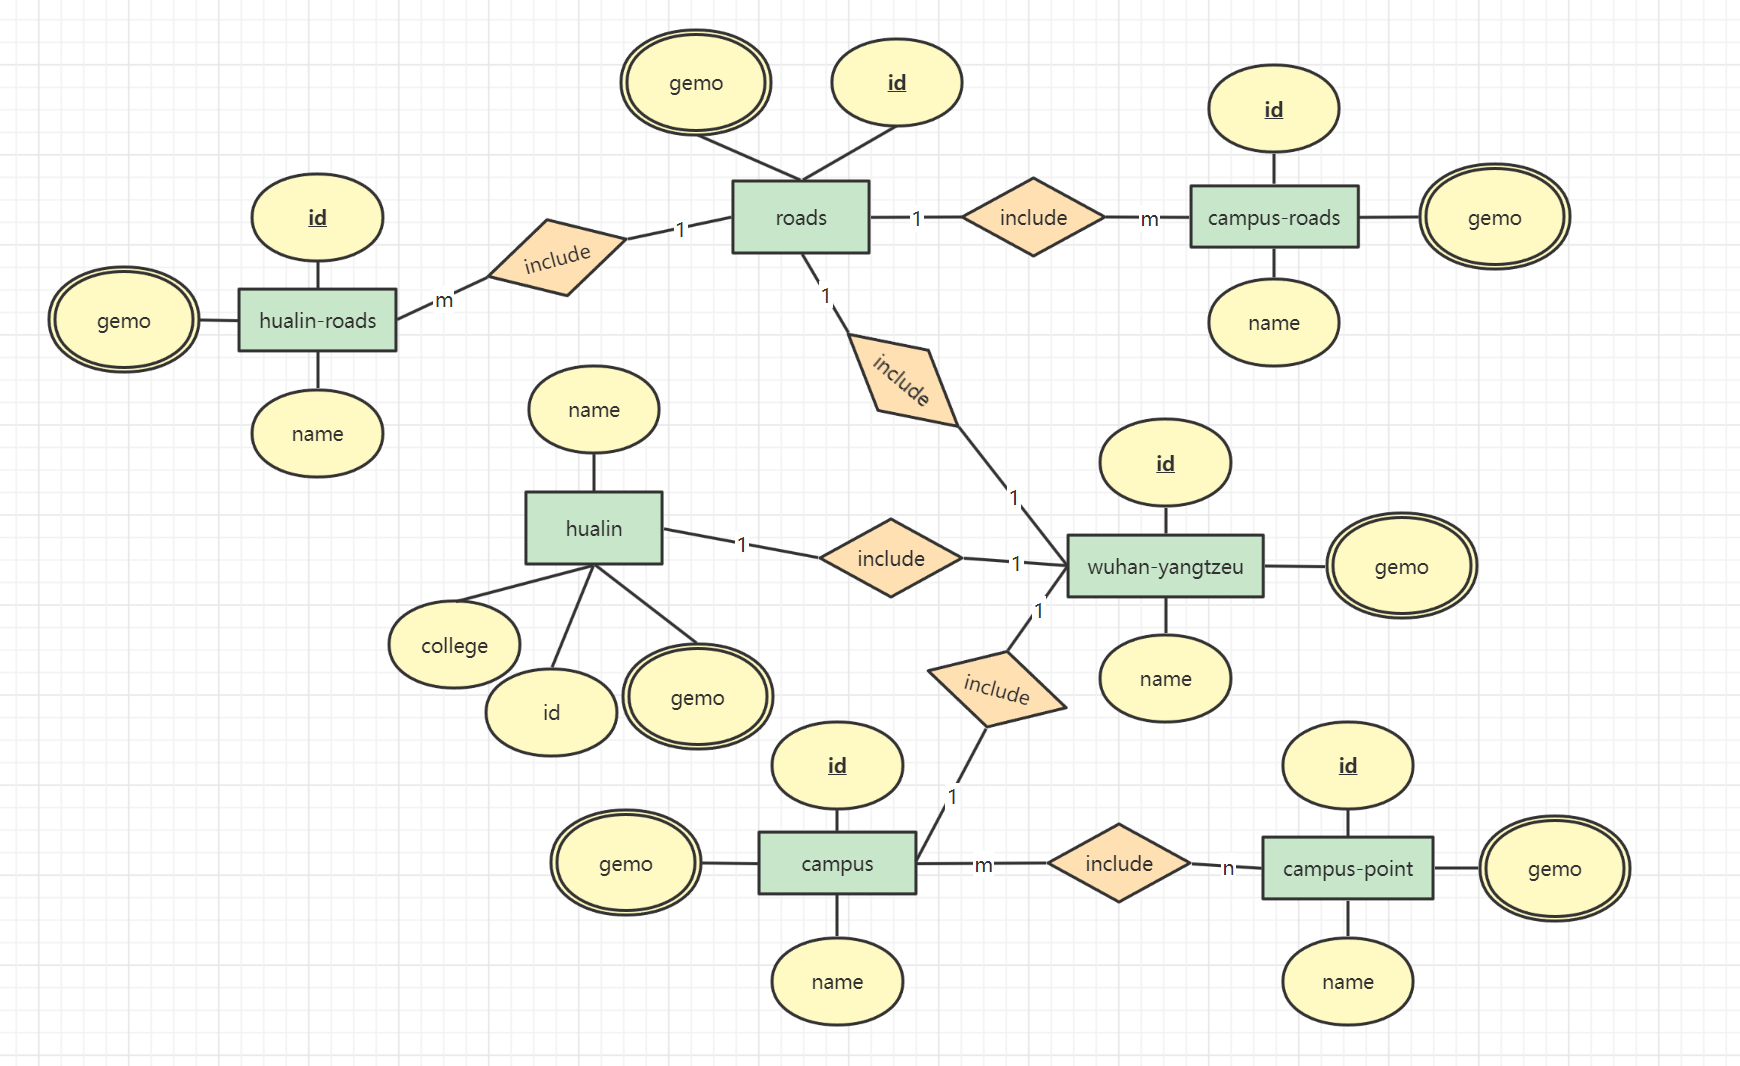 gemo
id
id
id
roads
include
campus-roads
gemo
include
1
1
m
m
gemo
hualin-roads
name
1
include
name
name
id
hualin
1
include
1
1
wuhan-yangtzeu
gemo
1
college
id
gemo
include
name
id
id
1
gemo
campus
m
include
n
campus-point
gemo
name
name